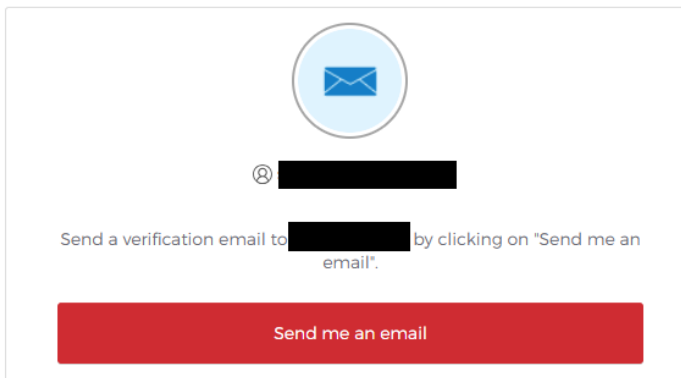 Send a verification email to by clicking on "Send me an
email".
Send me an email